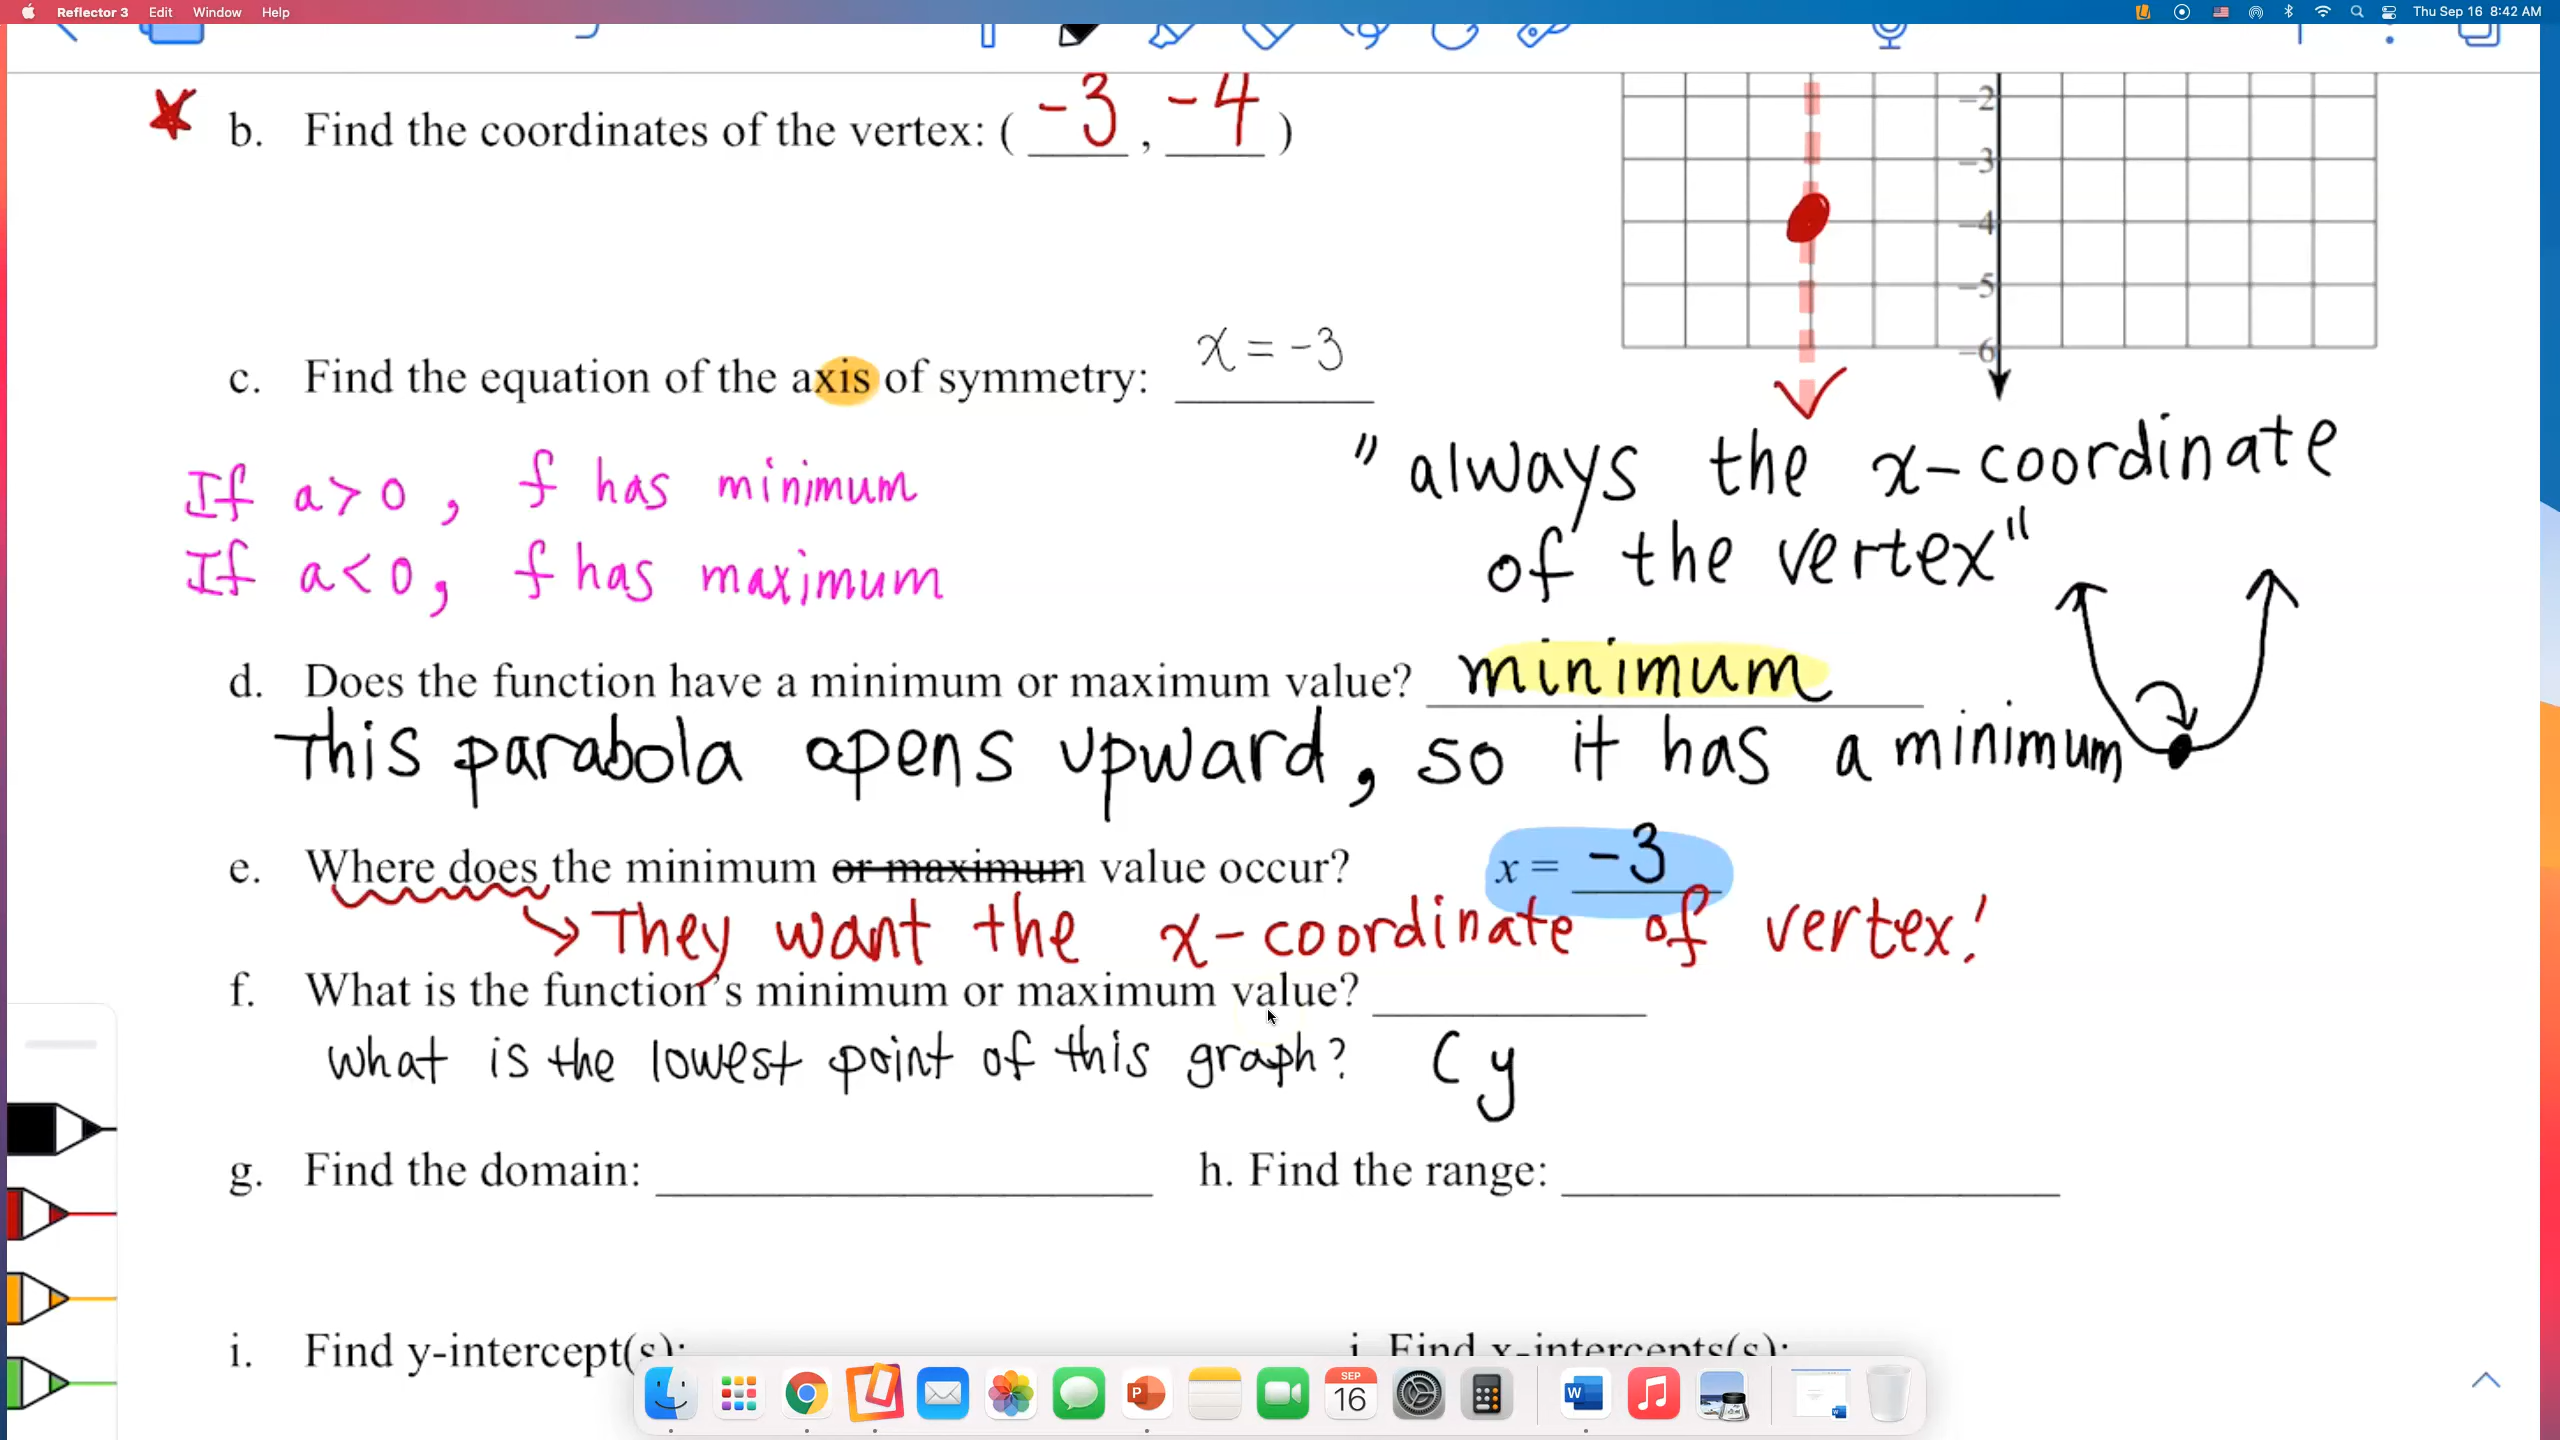 Reflector 3 Edit Window Help Thu Sep 16 8:42 AM
b. Find the coordinates of the vertex: ( -3 , -4 )
-2
-3
-4
-5
-6
c. Find the equation of the axis of symmetry: x = -3
"always the x-coordinate
of the vertex"
If a > 0 , f has minimum
If a < 0 , f has maximum
d. Does the function have a minimum or maximum value? minimum
This parabola opens upward, so it has a minimum
e. Where does the minimum or maximum value occur? x = -3
They want the x-coordinate of vertex!
f. What is the function's minimum or maximum value?
what is the lowest point of this graph? (y
g. Find the domain: h. Find the range:
i. Find y-intercept(s): j. Find x-intercepts(s):
SEP
16